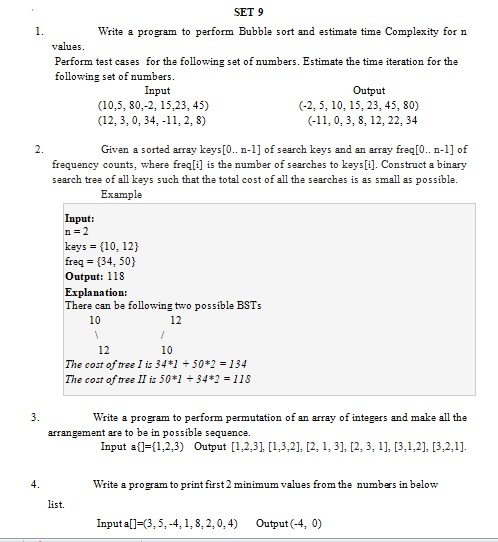 SET 9
1. Write a program to perform Bubble sort and estimate time Complexity for n
values.
Perform test cases for the following set of numbers. Estimate the time iteration for the
following set of numbers.
Input Output
(10,5, 80,-2, 15,23, 45) (-2, 5, 10, 15, 23, 45, 80)
(12, 3, 0, 34, -11, 2, 8) (-11, 0, 3, 8, 12, 22, 34
2. Given a sorted array keys[0.. n-1] of search keys and an array freq[0.. n-1] of
frequency counts, where freq[i] is the number of searches to keys[i]. Construct a binary
search tree of all keys such that the total cost of all the searches is as small as possible.
Example
Input:
n = 2
keys = {10, 12}
freq = {34, 50}
Output: 118
Explanation:
There can be following two possible BSTs
10 12
\ /
12 10
The cost of tree I is 34*1 + 50*2 = 134
The cost of tree II is 50*1 + 34*2 = 118
3. Write a program to perform permutation of an array of integers and make all the
arrangement are to be in possible sequence.
Input a[]={1,2,3) Output [1,2,3], [1,3,2], [2, 1, 3], [2, 3, 1], [3,1,2], [3,2,1].
4. Write a program to print first 2 minimum values from the numbers in below
list.
Input a[]=(3, 5, -4, 1, 8, 2, 0, 4) Output (-4, 0)